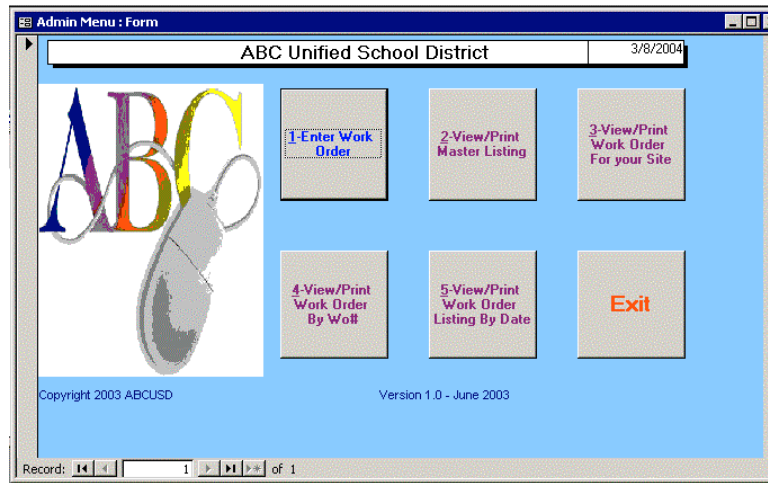 Admin Menu : Form
ABC Unified School District
3/8/2004
ABC
1-Enter Work
Order
2-View/Print
Master Listing
3-View/Print
Work Order
For your Site
4-View/Print
Work Order
By Wo#
5-View/Print
Work Order
Listing By Date
Exit
Copyright 2003 ABCUSD
Version 1.0 - June 2003
Record: 1 of 1